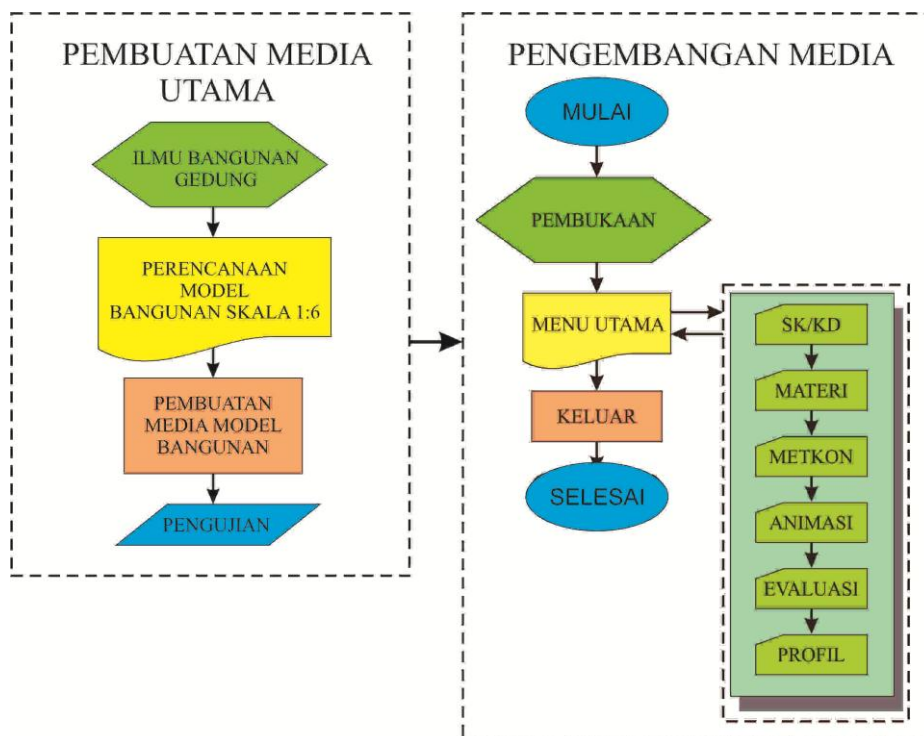 PEMBUATAN MEDIA
UTAMA
ILMU BANGUNAN
GEDUNG
PERENCANAAN
MODEL
BANGUNAN SKALA 1:6
PEMBUATAN
MEDIA MODEL
BANGUNAN
PENGUJIAN
PENGEMBANGAN MEDIA
MULAI
PEMBUKAAN
MENU UTAMA
KELUAR
SELESAI
SK/KD
MATERI
METKON
ANIMASI
EVALUASI
PROFIL